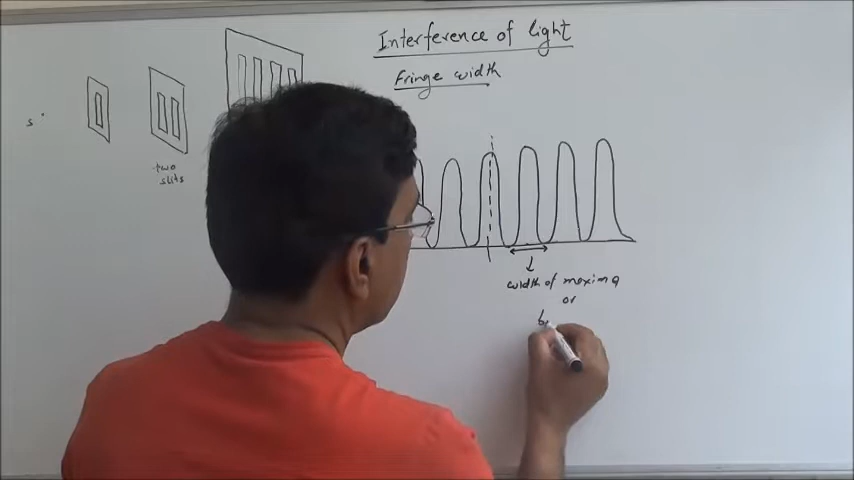 Interference of light
Fringe width
s
two
slits
width of maxima
or
b